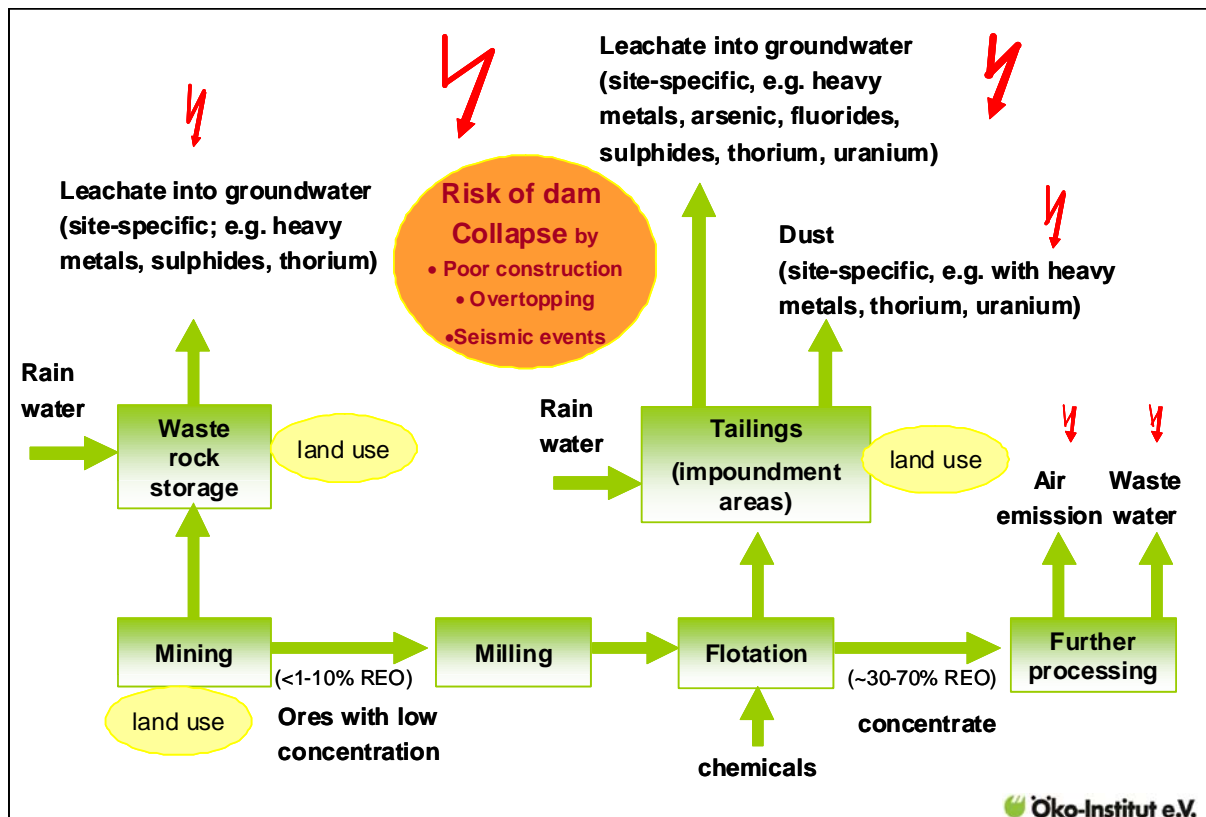 Leachate into groundwater
(site-specific; e.g. heavy
metals, sulphides, thorium)
Risk of dam
Collapse by
• Poor construction
• Overtopping
•Seismic events
Leachate into groundwater
(site-specific, e.g. heavy
metals, arsenic, fluorides,
sulphides, thorium, uranium)
Dust
(site-specific, e.g. with heavy
metals, thorium, uranium)
Rain
water
Waste
rock
storage
land use
Rain
water
Tailings
(impoundment
areas)
land use
Air
emission
Waste
water
Mining
land use
(<1-10% REO)
Ores with low
concentration
Milling
Flotation
chemicals
(~30-70% REO)
concentrate
Further
processing
Öko-Institut e.V.